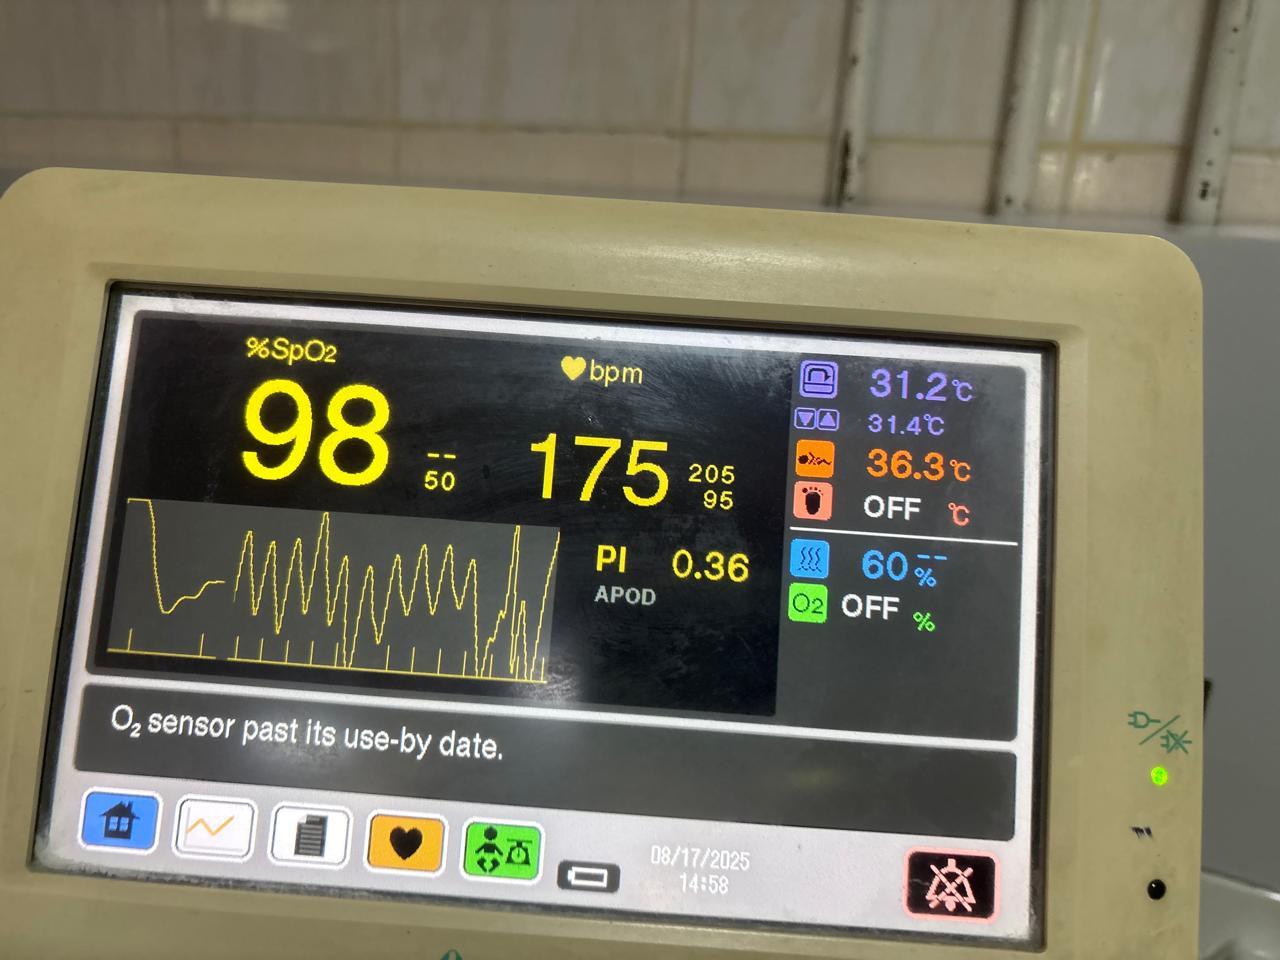 %SpO2
98
--
50
bpm
175
205
95
PI 0.36
APOD
31.2°C
31.4°C
36.3°C
OFF °C
60 -- %
O2 OFF %
O2 sensor past its use-by date.
08/17/2025
14:58